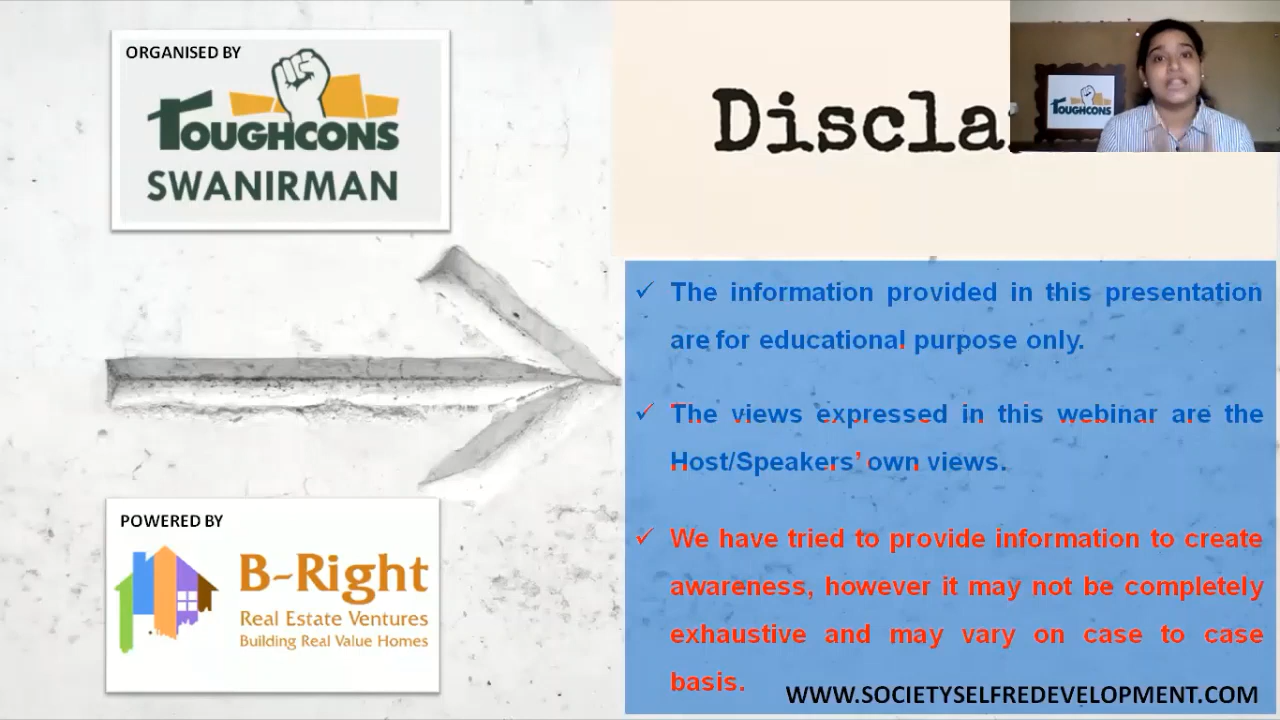 ORGANISED BY
TOUGHCONS
SWANIRMAN
POWERED BY
B-Right
Real Estate Ventures
Building Real Value Homes
TOUGHCONS
✓ The information provided in this presentation
are for educational purpose only.
✓ The views expressed in this webinar are the
Host/Speakers’ own views.
✓ We have tried to provide information to create
awareness, however it may not be completely
exhaustive and may vary on case to case
basis.
WWW.SOCIETYSELFREDEVELOPMENT.COM